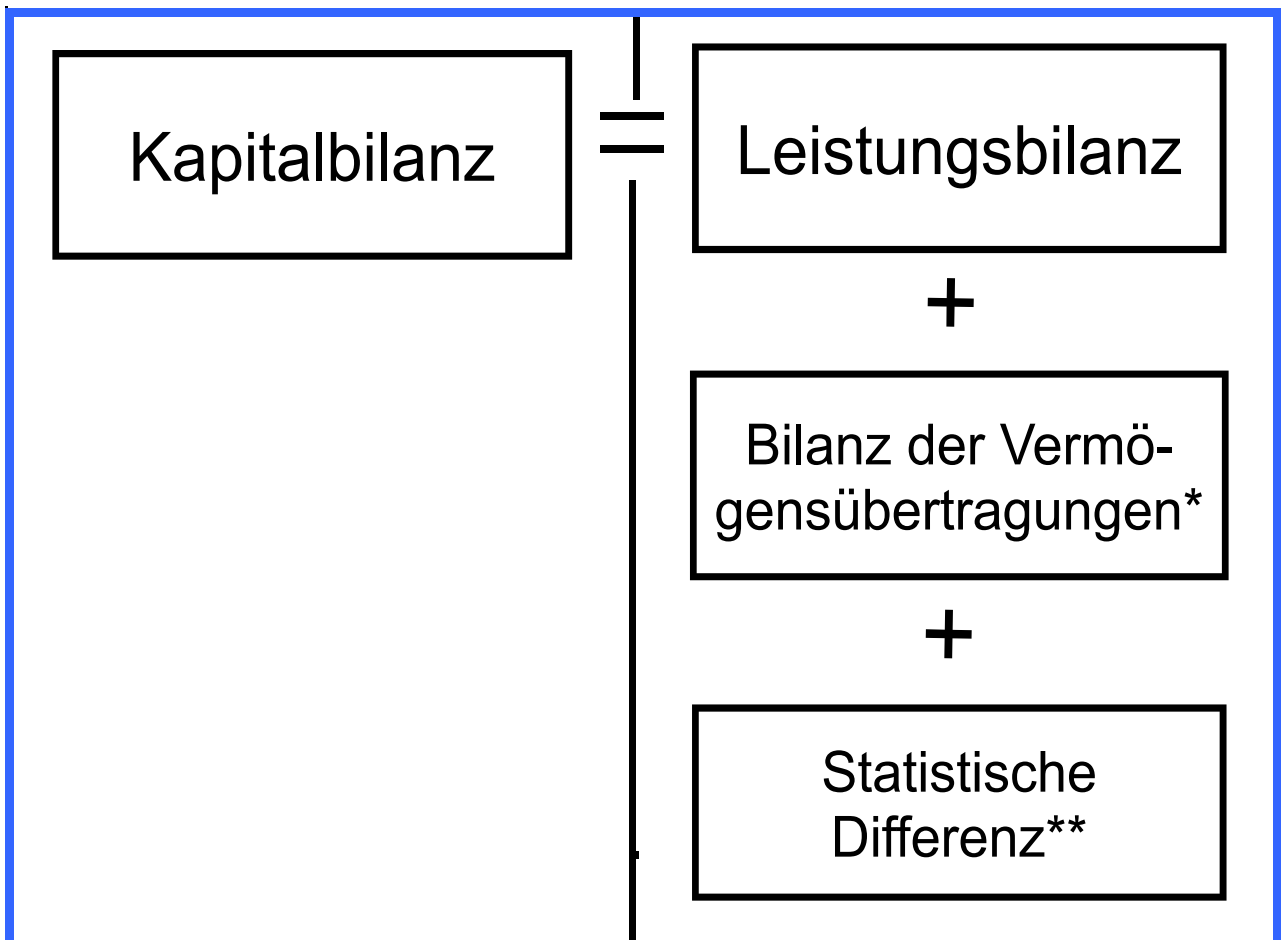 Kapitalbilanz
=
Leistungsbilanz
+
Bilanz der Vermö-
gensübertragungen*
+
Statistische
Differenz**